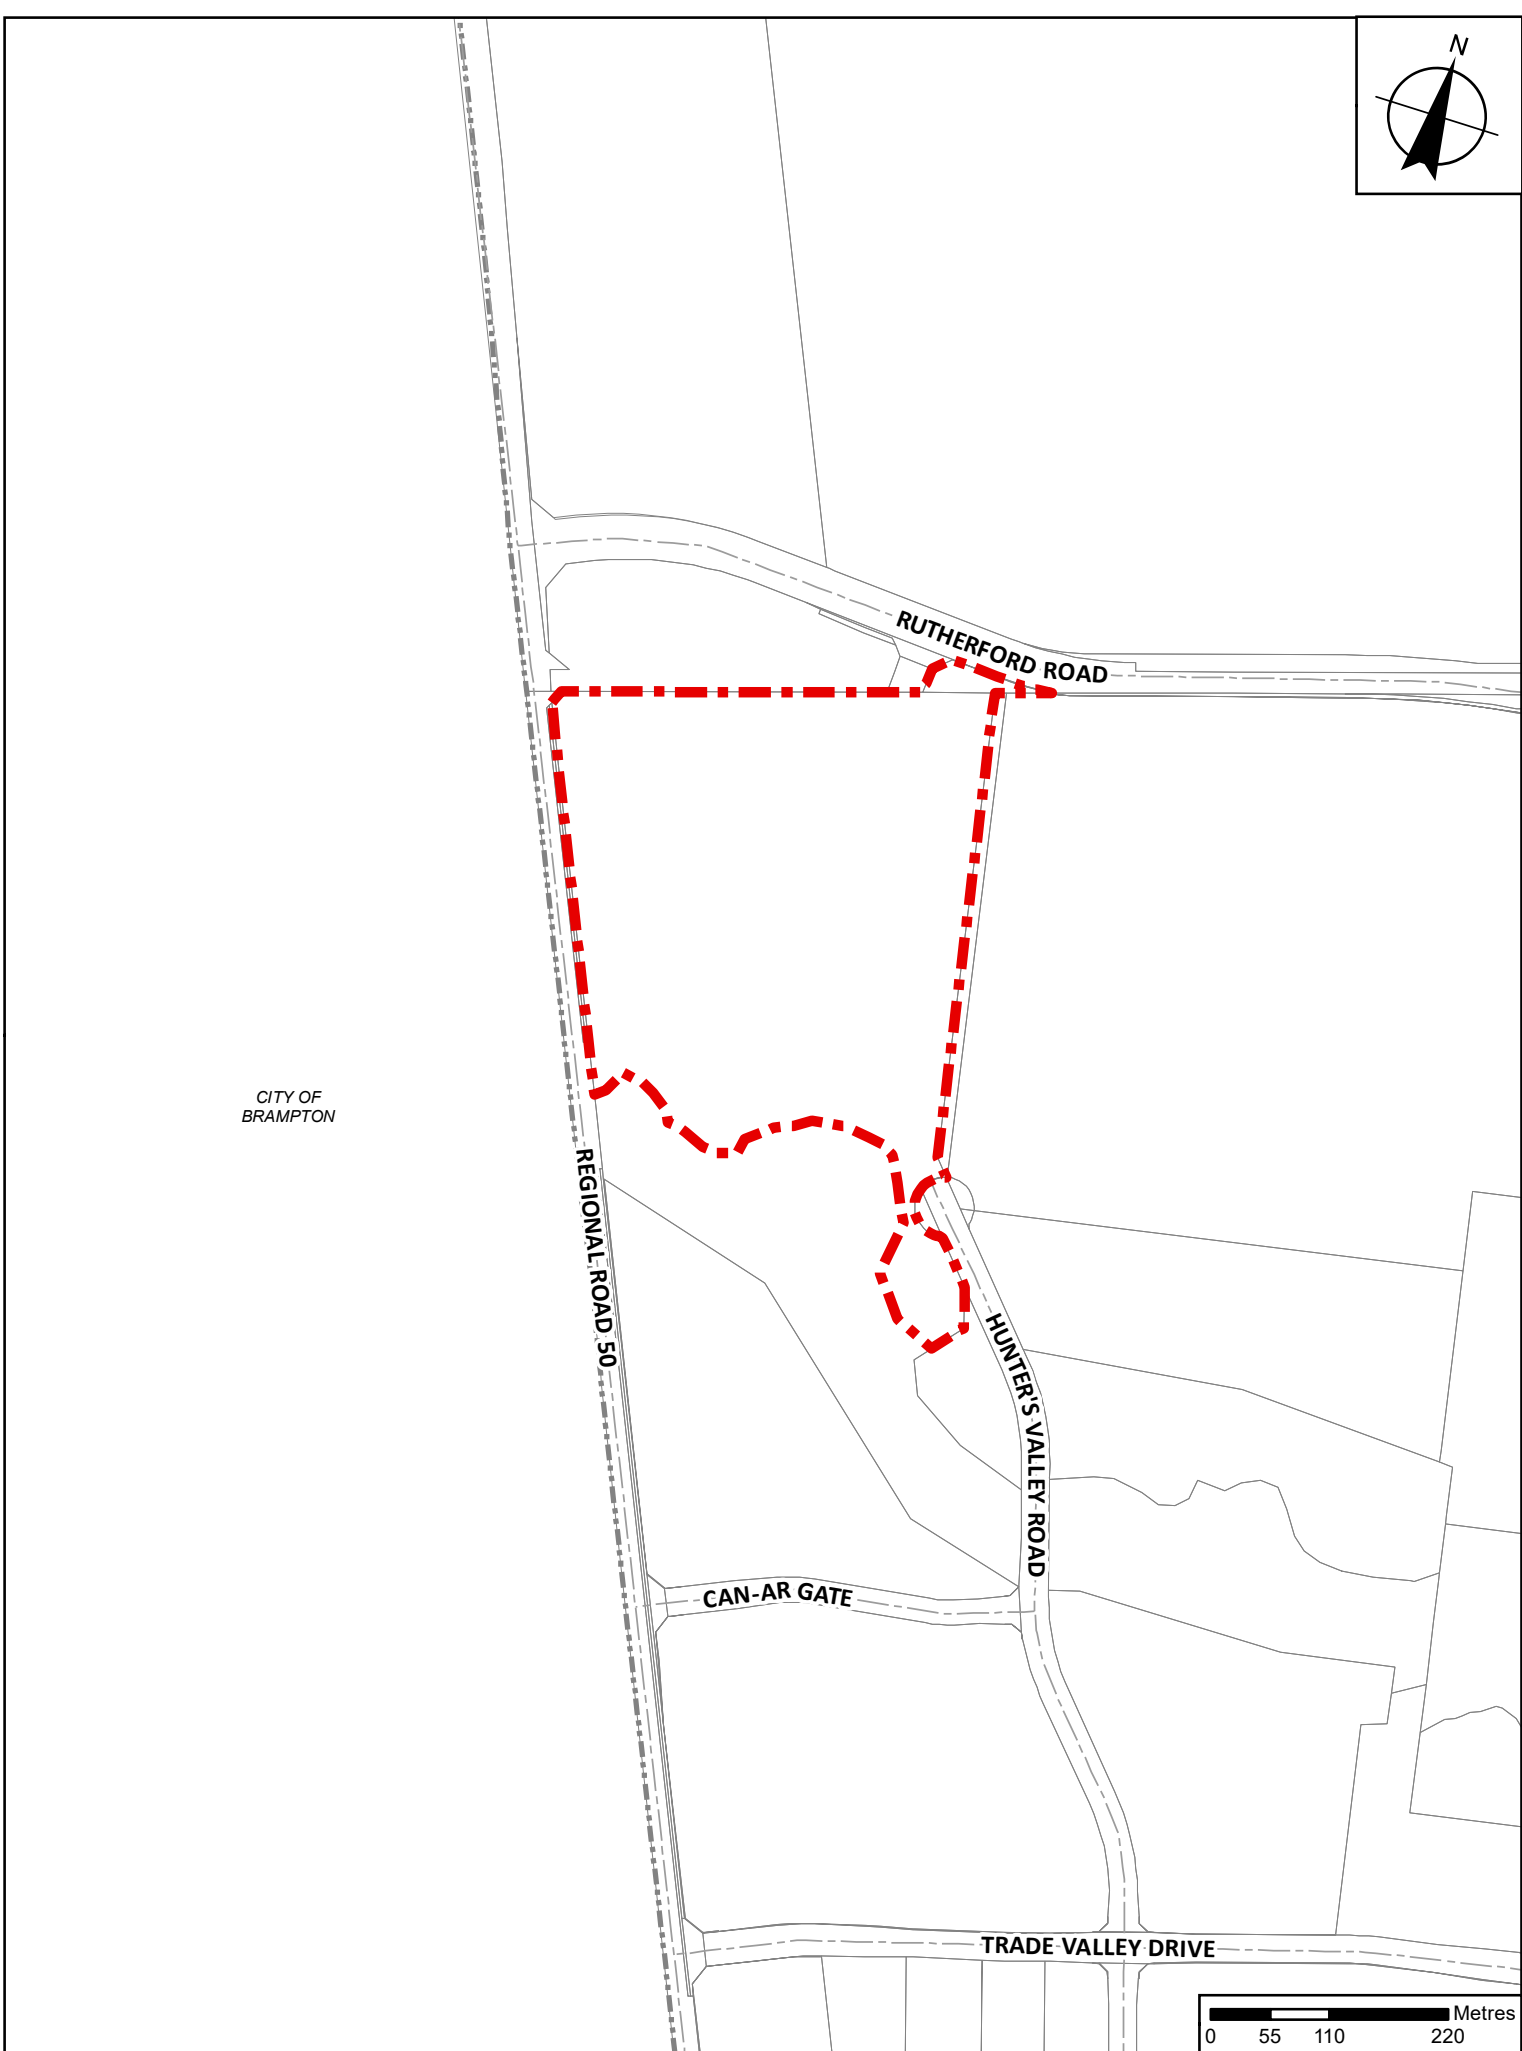 N
RUTHERFORD ROAD
CITY OF
BRAMPTON
REGIONAL ROAD 50
HUNTER'S VALLEY ROAD
CAN-AR GATE
TRADE VALLEY DRIVE
Metres
0 55 110 220